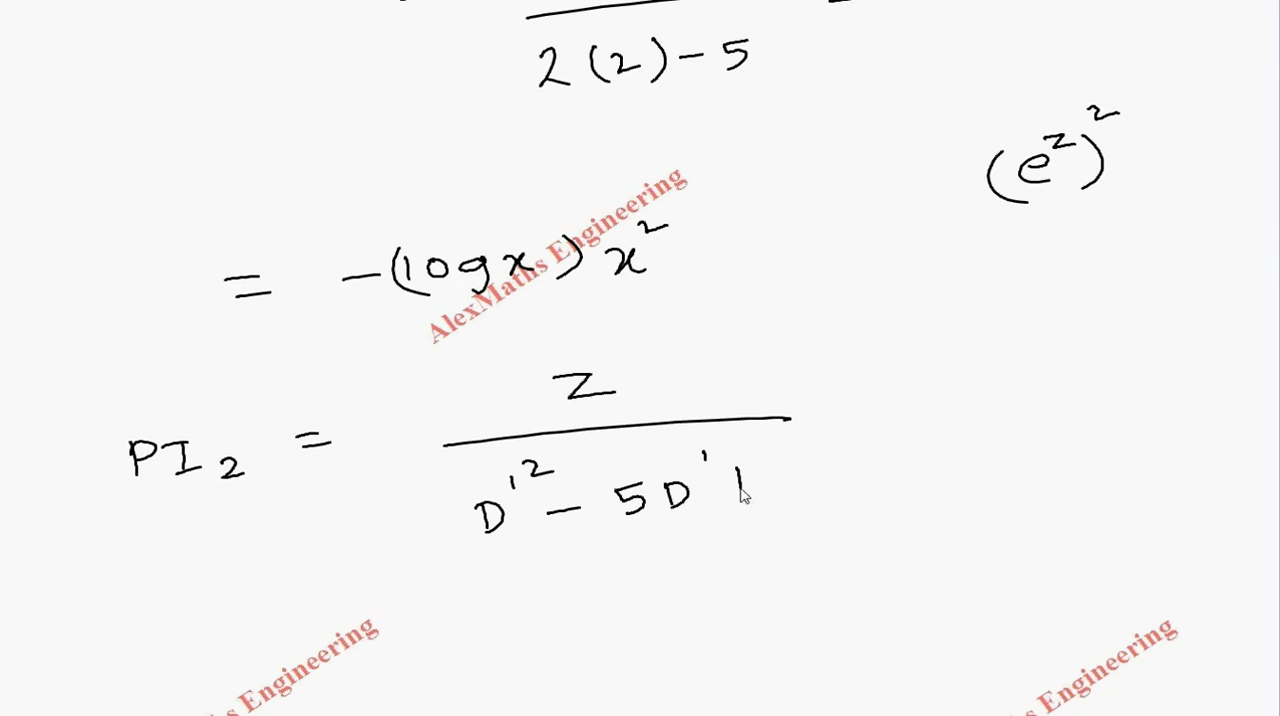 2(2)-5
(e^z)^2
= -(log x) x^2
AlexMaths Engineering
PI_2 = z
D'^2 - 5D'
Engineering
s Engineering